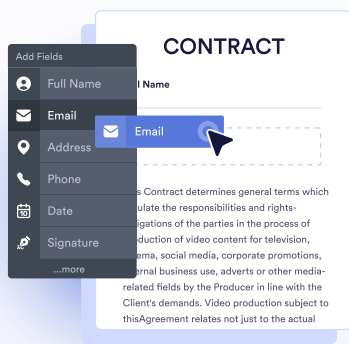 CONTRACT
Add Fields
Full Name
l Name
Email
Email
Address
Phone
Date
10
Signature
...more
s Contract determines general terms which
ulate the responsibilities and rights-
igations of the parties in the process of
duction of video content for television,
ema, social media, corporate promotions,
ernal business use, adverts or other media-
related fields by the Producer in line with the
Client's demands. Video production subject to
thisAgreement relates not just to the actual